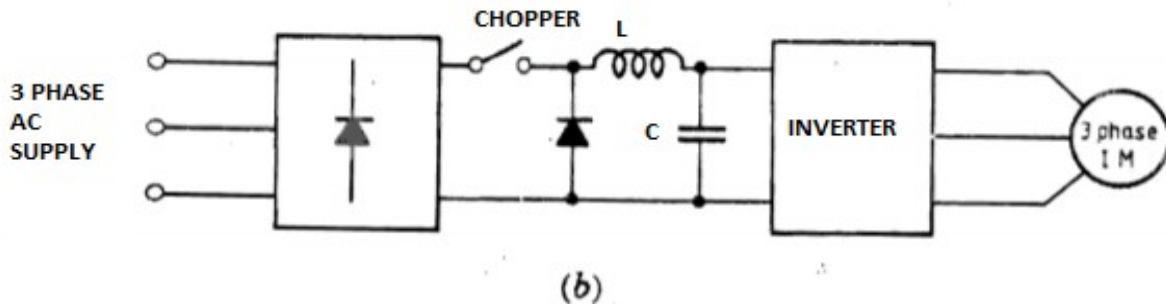 CHOPPER
L
3 PHASE
AC
SUPPLY
C
INVERTER
3 phase
I M
(b)